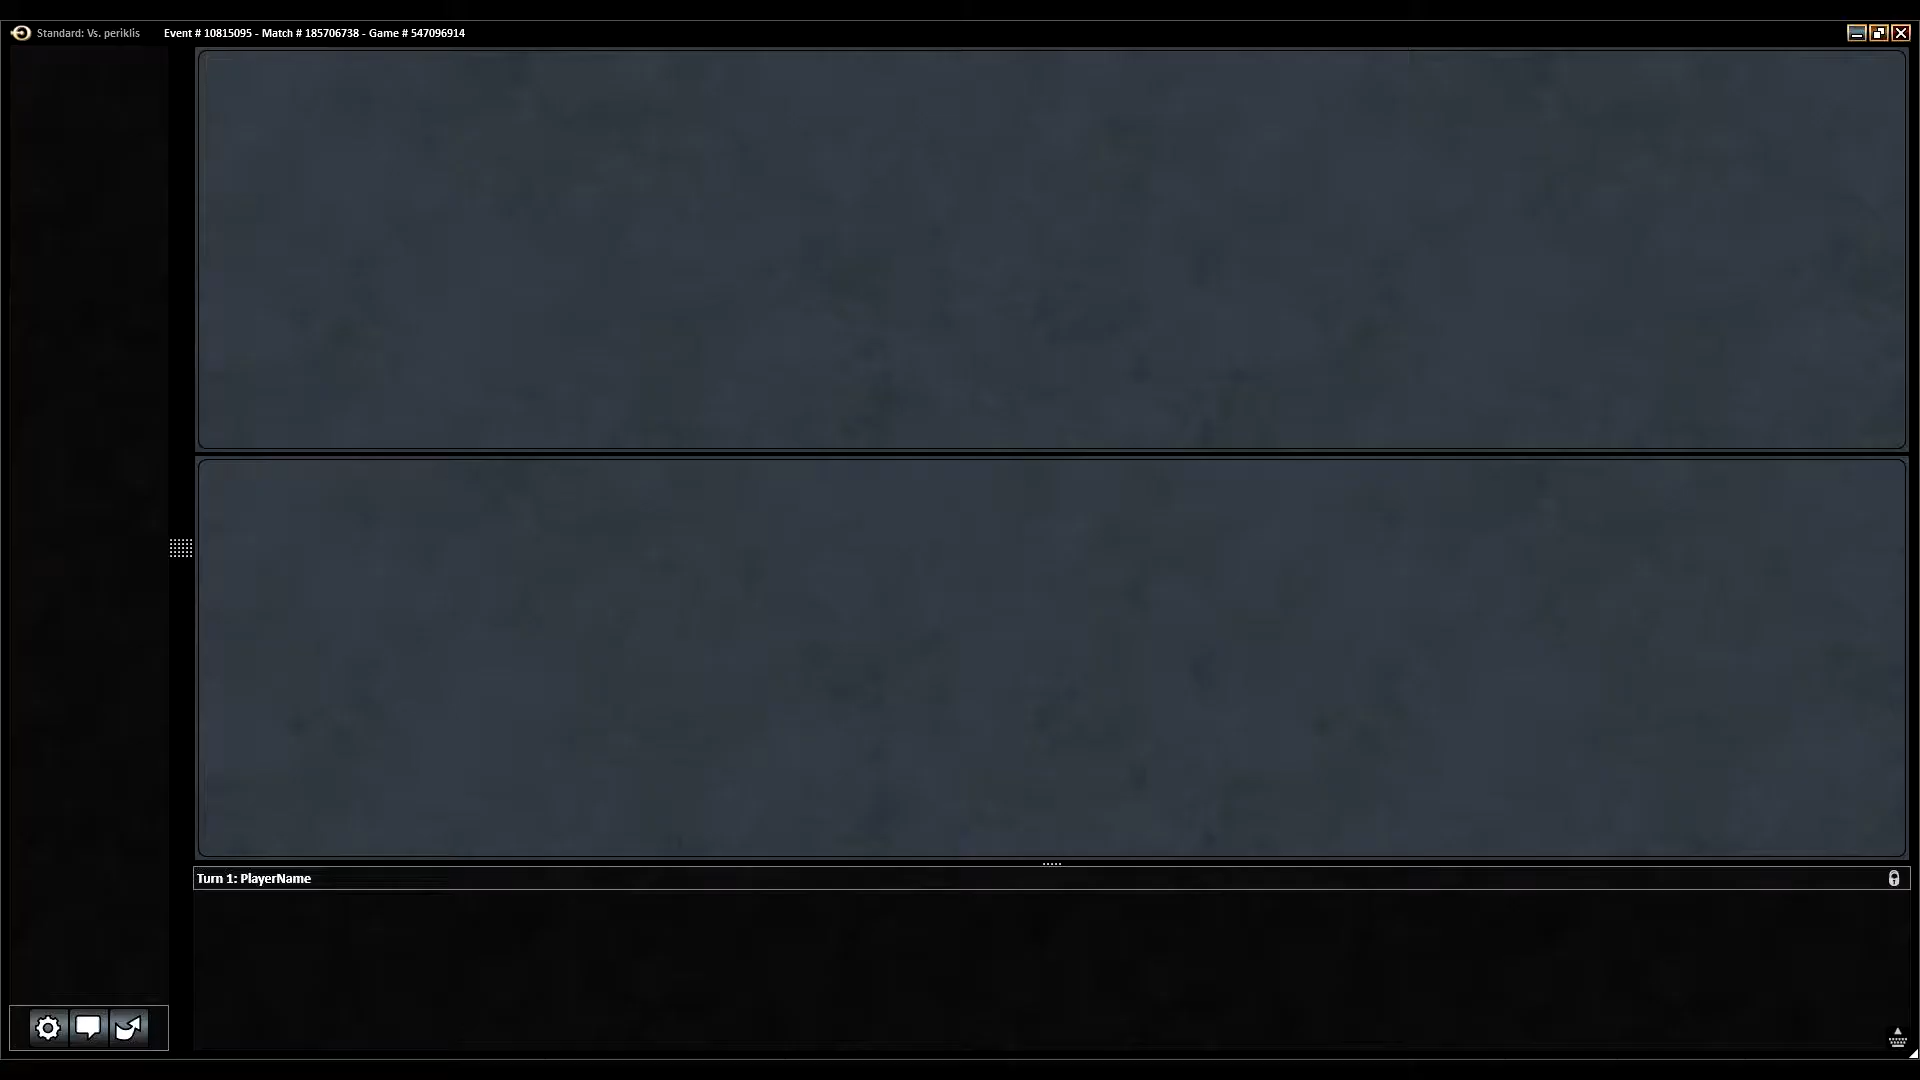 Standard: Vs. periklis
Event # 10815095 - Match # 185706738 - Game # 547096914
Turn 1: PlayerName